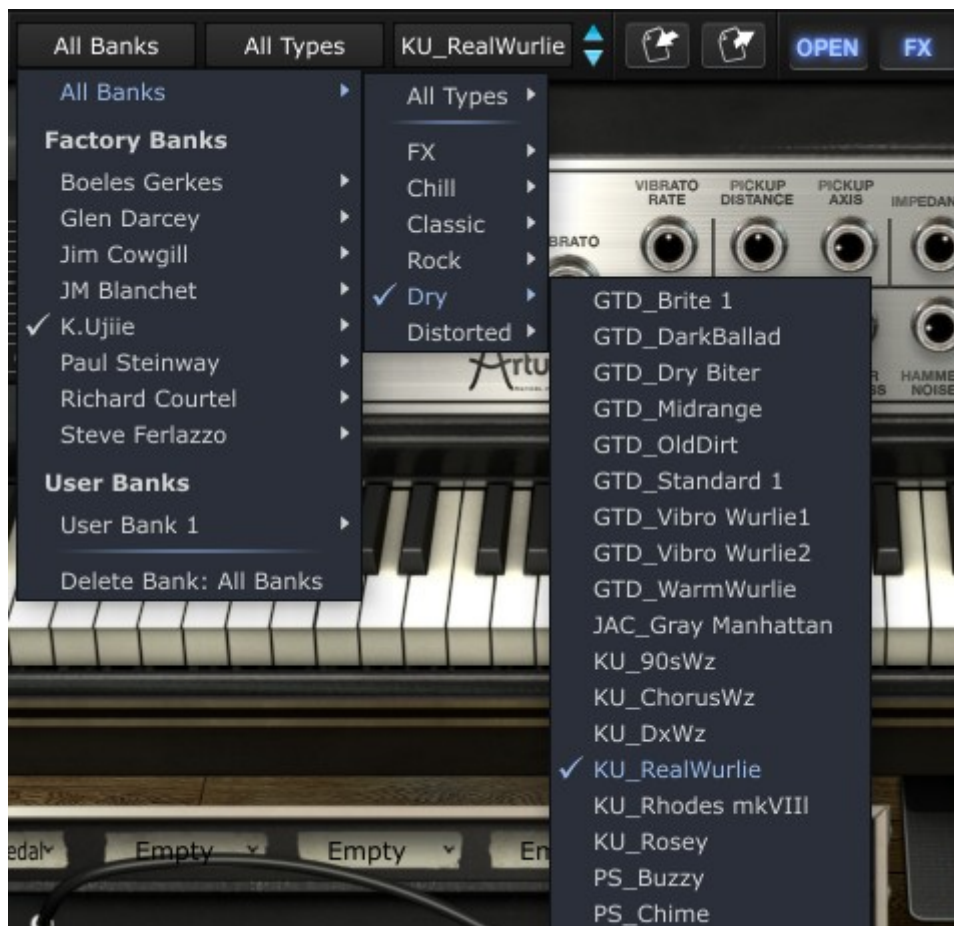 All Banks
All Types
KU_RealWurlie
OPEN
FX
All Banks
Factory Banks
Boeles Gerkes
Glen Darcey
Jim Cowgill
JM Blanchet
K.Ujiie
Paul Steinway
Richard Courtel
Steve Ferlazzo
User Banks
User Bank 1
Delete Bank: All Banks
All Types
FX
Chill
Classic
Rock
Dry
Distorted
VIBRATO RATE
PICKUP DISTANCE
PICKUP AXIS
GTD_Brite 1
GTD_DarkBallad
GTD_Dry Biter
GTD_Midrange
GTD_OldDirt
GTD_Standard 1
GTD_Vibro Wurlie1
GTD_Vibro Wurlie2
GTD_WarmWurlie
JAC_Gray Manhattan
KU_90sWz
KU_ChorusWz
KU_DxWz
KU_RealWurlie
KU_Rhodes mkVIIl
KU_Rosey
PS_Buzzy
PS_Chime
NOISE
Empty
Empty